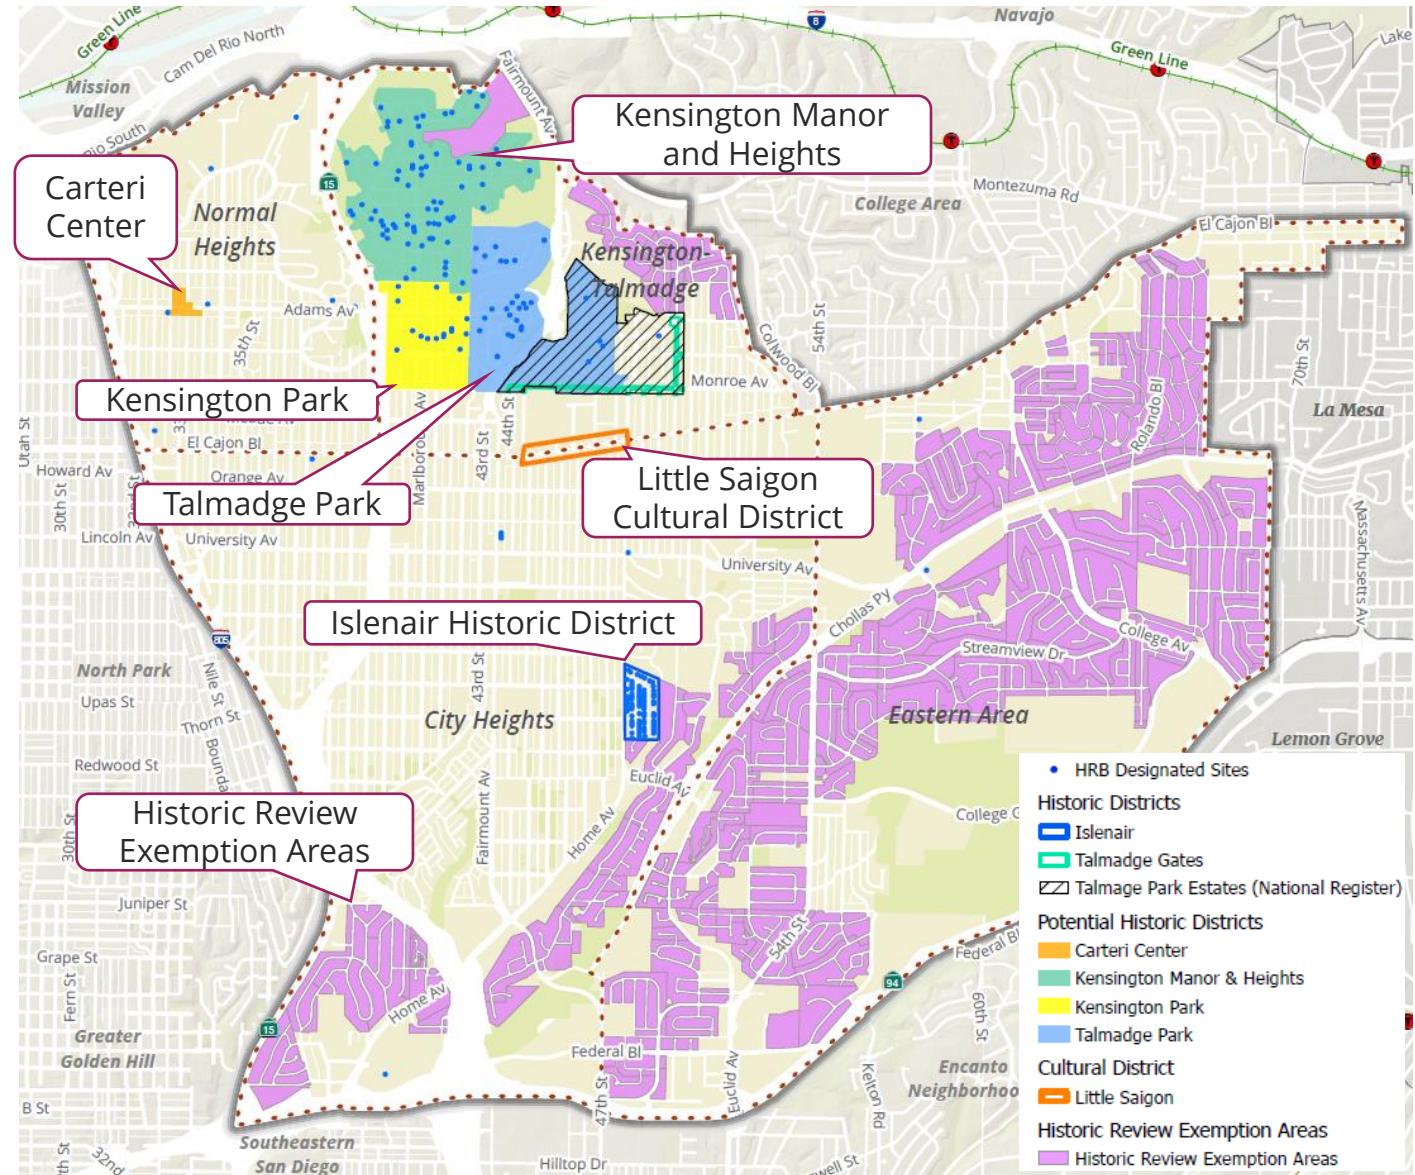 Navajo
8
Green Line
Cam Del Rio North
Green Line
Lake
Mission
Valley
Fairmount Av
Rio South
Kensington Manor
and Heights
Carteri
Center
15
Montezuma Rd
College Area
Normal
Heights
El Cajon Bl
Kensington-
Talmadge
Adams Av
35th St
54th St
Collwood Bl
70th St
Monroe Av
Kensington Park
La Mesa
Rolando Bl
44th St
43rd St
Utah St
El Cajon Bl
Howard Av
Orange Av
30th St
Talmadge Park
Little Saigon
Cultural District
Lincoln Av
University Av
Massachusetts Av
University Av
Chollas Py
Islenair Historic District
College Av
Streamview Dr
805
North Park
Nile St
43rd St
Upas St
Thorn St
City Heights
Eastern Area
Lemon Grove
Redwood St
Euclid Av
Historic Review
Exemption Areas
30th St
Fairmount Av
Home Av
College
Juniper St
54th St
Federal Bl
Grape St
Fern St
94
Home Av
60th St
15
Greater
Golden Hill
Federal Bl
Encanto
Neighborhoo
47th St
Euclid Av
Kelton Rd
B St
Southeastern
San Diego
32nd
Hilltop Dr
HRB Designated Sites
Historic Districts
Islenair
Talmadge Gates
Talmage Park Estates (National Register)
Potential Historic Districts
Carteri Center
Kensington Manor & Heights
Kensington Park
Talmadge Park
Cultural District
Little Saigon
Historic Review Exemption Areas
Historic Review Exemption Areas